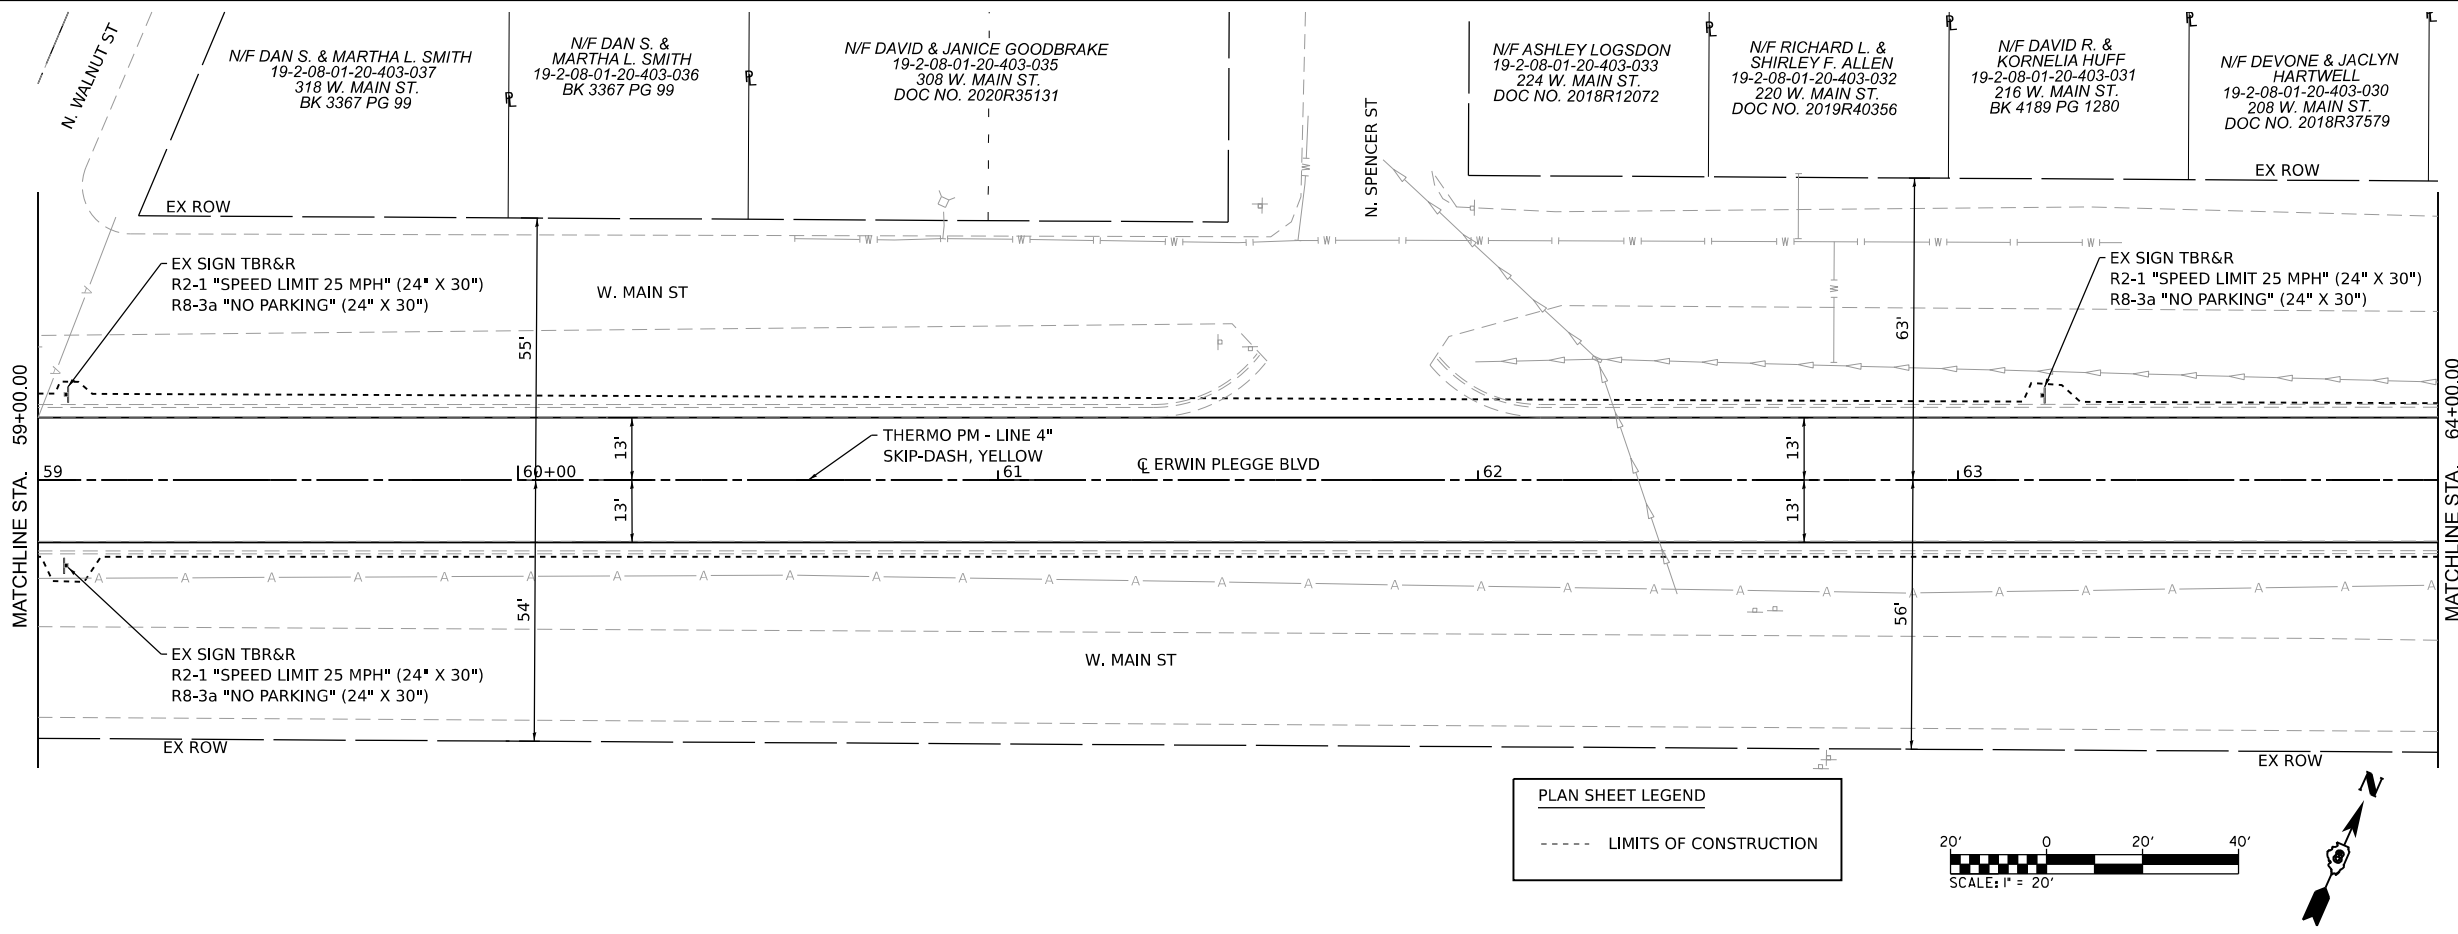 N. WALNUT ST
N/F DAN S. & MARTHA L. SMITH
19-2-08-01-20-403-037
318 W. MAIN ST.
BK 3367 PG 99
PL
N/F DAN S. &
MARTHA L. SMITH
19-2-08-01-20-403-036
BK 3367 PG 99
PL
N/F DAVID & JANICE GOODBRAKE
19-2-08-01-20-403-035
308 W. MAIN ST.
DOC NO. 2020R35131
N. SPENCER ST
N/F ASHLEY LOGSDON
19-2-08-01-20-403-033
224 W. MAIN ST.
DOC NO. 2018R12072
PL
N/F RICHARD L. &
SHIRLEY F. ALLEN
19-2-08-01-20-403-032
220 W. MAIN ST.
DOC NO. 2019R40356
PL
N/F DAVID R. &
KORNELIA HUFF
19-2-08-01-20-403-031
216 W. MAIN ST.
BK 4189 PG 1280
PL
N/F DEVONE & JACLYN
HARTWELL
19-2-08-01-20-403-030
208 W. MAIN ST.
DOC NO. 2018R37579
EX ROW
EX ROW
W
W W W W W W W W W
W
EX SIGN TBR&R
R2-1 "SPEED LIMIT 25 MPH" (24" X 30")
R8-3a "NO PARKING" (24" X 30")
W. MAIN ST
55'
63'
EX SIGN TBR&R
R2-1 "SPEED LIMIT 25 MPH" (24" X 30")
R8-3a "NO PARKING" (24" X 30")
A
A
MATCHLINE STA. 59+00.00
MATCHLINE STA. 64+00.00
13'
THERMO PM - LINE 4"
SKIP-DASH, YELLOW
CL ERWIN PLEGGE BLVD
13'
59
60+00
61
62
63
13'
13'
A A A A A A A A A A A A A A A A A A A A A A A A A A A A
54'
56'
EX SIGN TBR&R
R2-1 "SPEED LIMIT 25 MPH" (24" X 30")
R8-3a "NO PARKING" (24" X 30")
W. MAIN ST
EX ROW
EX ROW
PLAN SHEET LEGEND
LIMITS OF CONSTRUCTION
20' 0 20' 40'
SCALE: 1" = 20'
N